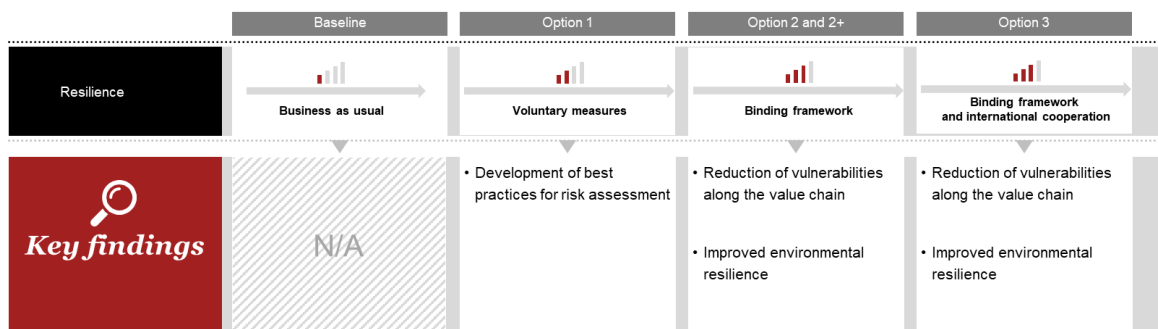 Baseline
Option 1
Option 2 and 2+
Option 3
Resilience
Business as usual
Voluntary measures
Binding framework
Binding framework
and international cooperation
Key findings
N/A
• Development of best
practices for risk assessment
• Reduction of vulnerabilities
along the value chain
• Improved environmental
resilience
• Reduction of vulnerabilities
along the value chain
• Improved environmental
resilience